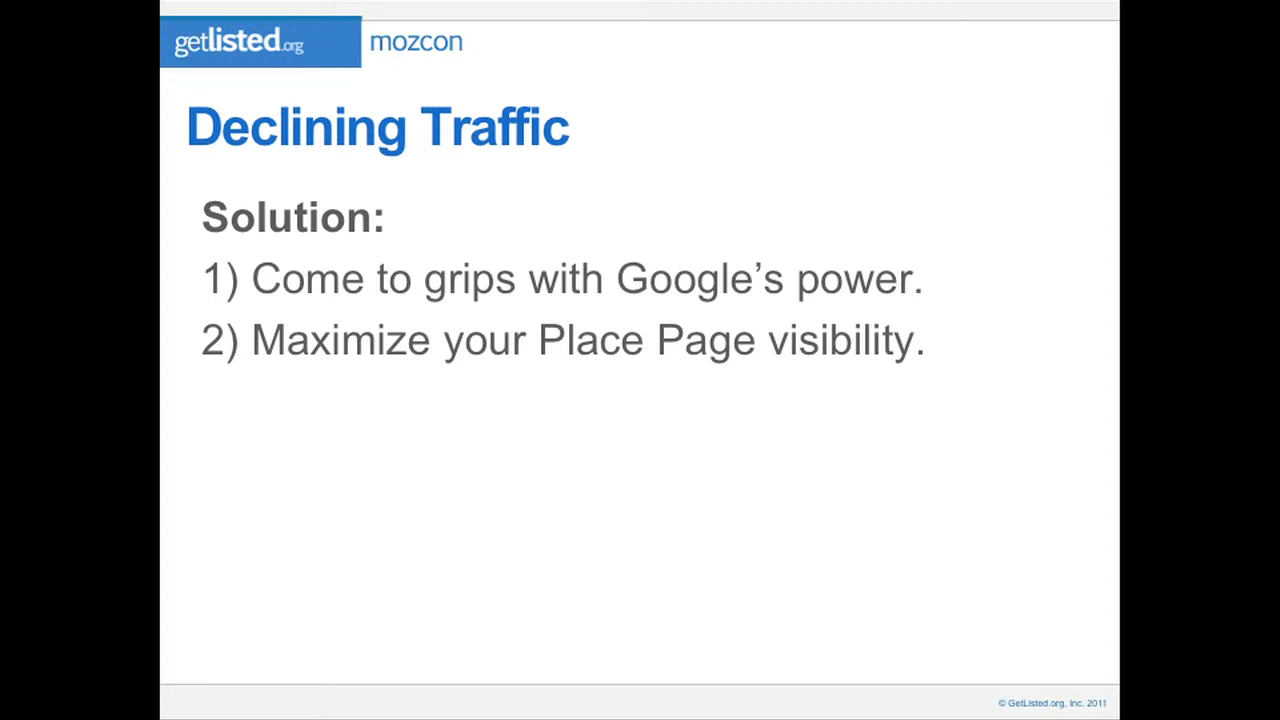 getlisted.org mozcon
Declining Traffic
Solution:
1) Come to grips with Google’s power.
2) Maximize your Place Page visibility.
© GetListed.org, Inc. 2011